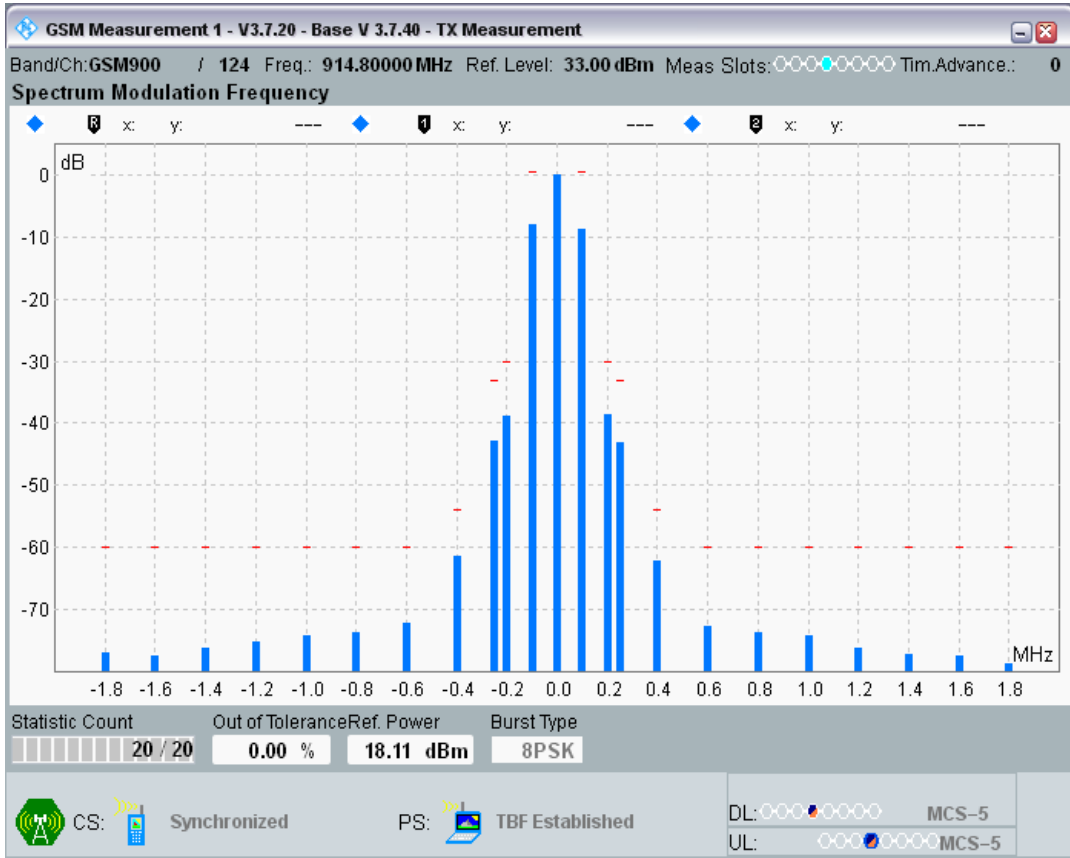 GSM Measurement 1 - V3.7.20 - Base V 3.7.40 - TX Measurement
Band/Ch:GSM900 / 124 Freq.: 914.80000 MHz Ref. Level: 33.00 dBm Meas Slots: Tim.Advance.: 0
Spectrum Modulation Frequency
R x: y: --- 1 x: y: --- 2 x: y: ---
dB
0
-10
-20
-30
-40
-50
-60
-70
MHz
-1.8 -1.6 -1.4 -1.2 -1.0 -0.8 -0.6 -0.4 -0.2 0.0 0.2 0.4 0.6 0.8 1.0 1.2 1.4 1.6 1.8
Statistic Count Out of Tolerance Ref. Power Burst Type
20 / 20 0.00 % 18.11 dBm 8PSK
CS: Synchronized PS: TBF Established
DL: MCS-5
UL: MCS-5